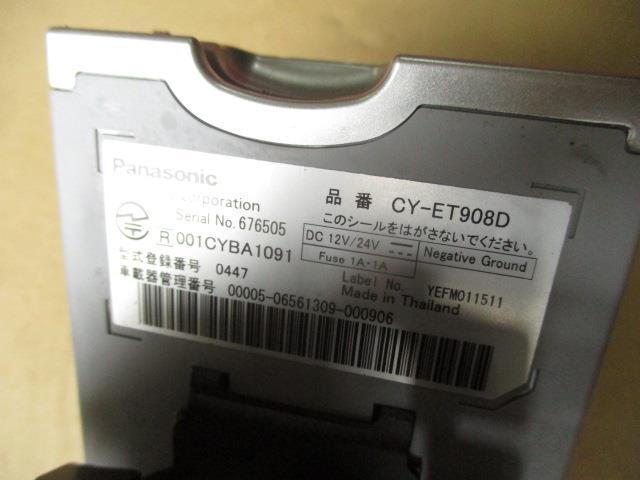 Panasonic
Corporation
Serial No. 676505
R 001CYBA1091
型式登録番号 0447
車載器管理番号 00005-06561309-000906
品番 CY-ET908D
このシールをはがさないでください。
DC 12V/24V
Negative Ground
Fuse 1A・1A
Label No. YEFM011511
Made in Thailand